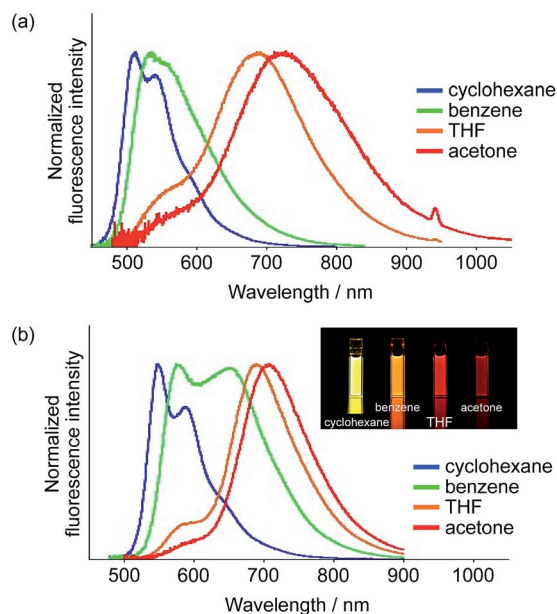 (a)
Normalized
fluorescence intensity
cyclohexane
benzene
THF
acetone
500 600 700 800 900 1000
Wavelength / nm
(b)
Normalized
fluorescence intensity
cyclohexane
benzene
THF
acetone
cyclohexane
benzene
THF
acetone
500 600 700 800 900 1000
Wavelength / nm